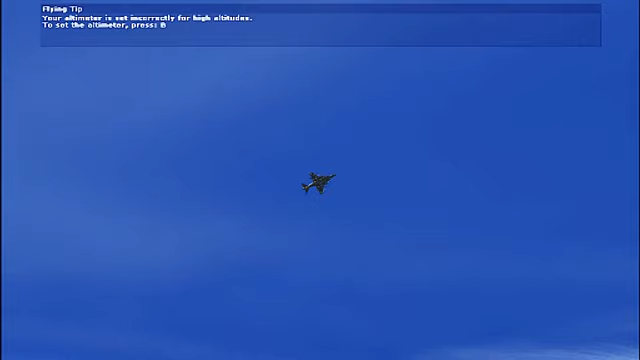 Flying Tip
Your altimeter is set incorrectly for high altitudes.
To set the altimeter, press: B